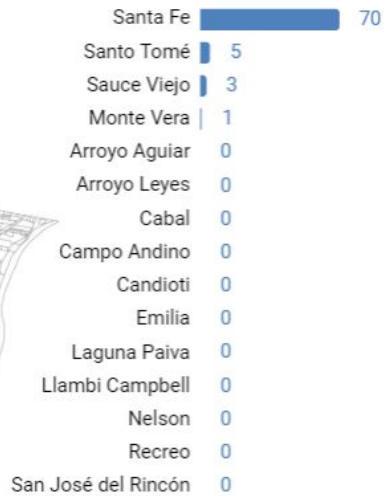 Santa Fe 70
Santo Tomé 5
Sauce Viejo 3
Monte Vera 1
Arroyo Aguiar 0
Arroyo Leyes 0
Cabal 0
Campo Andino 0
Candioti 0
Emilia 0
Laguna Paiva 0
Llambi Campbell 0
Nelson 0
Recreo 0
San José del Rincón 0